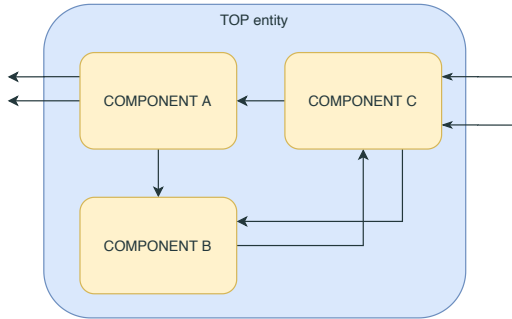 TOP entity
COMPONENT A
COMPONENT C
COMPONENT B